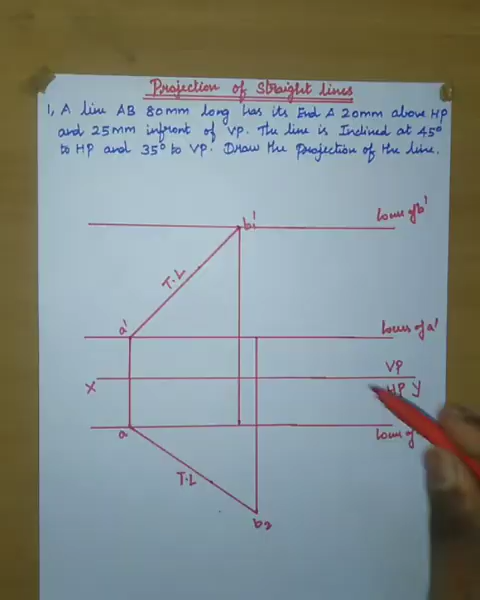 Projection of Straight lines
1, A line AB 80mm long has its End A 20mm above HP
and 25mm infront of VP. The line is Inclined at 45°
to HP and 35° to VP. Draw the Projection of the line.
locus of b'
b1'
T.L
a'
locus of a'
VP
X
HP y
a
locus of
T.L
b2